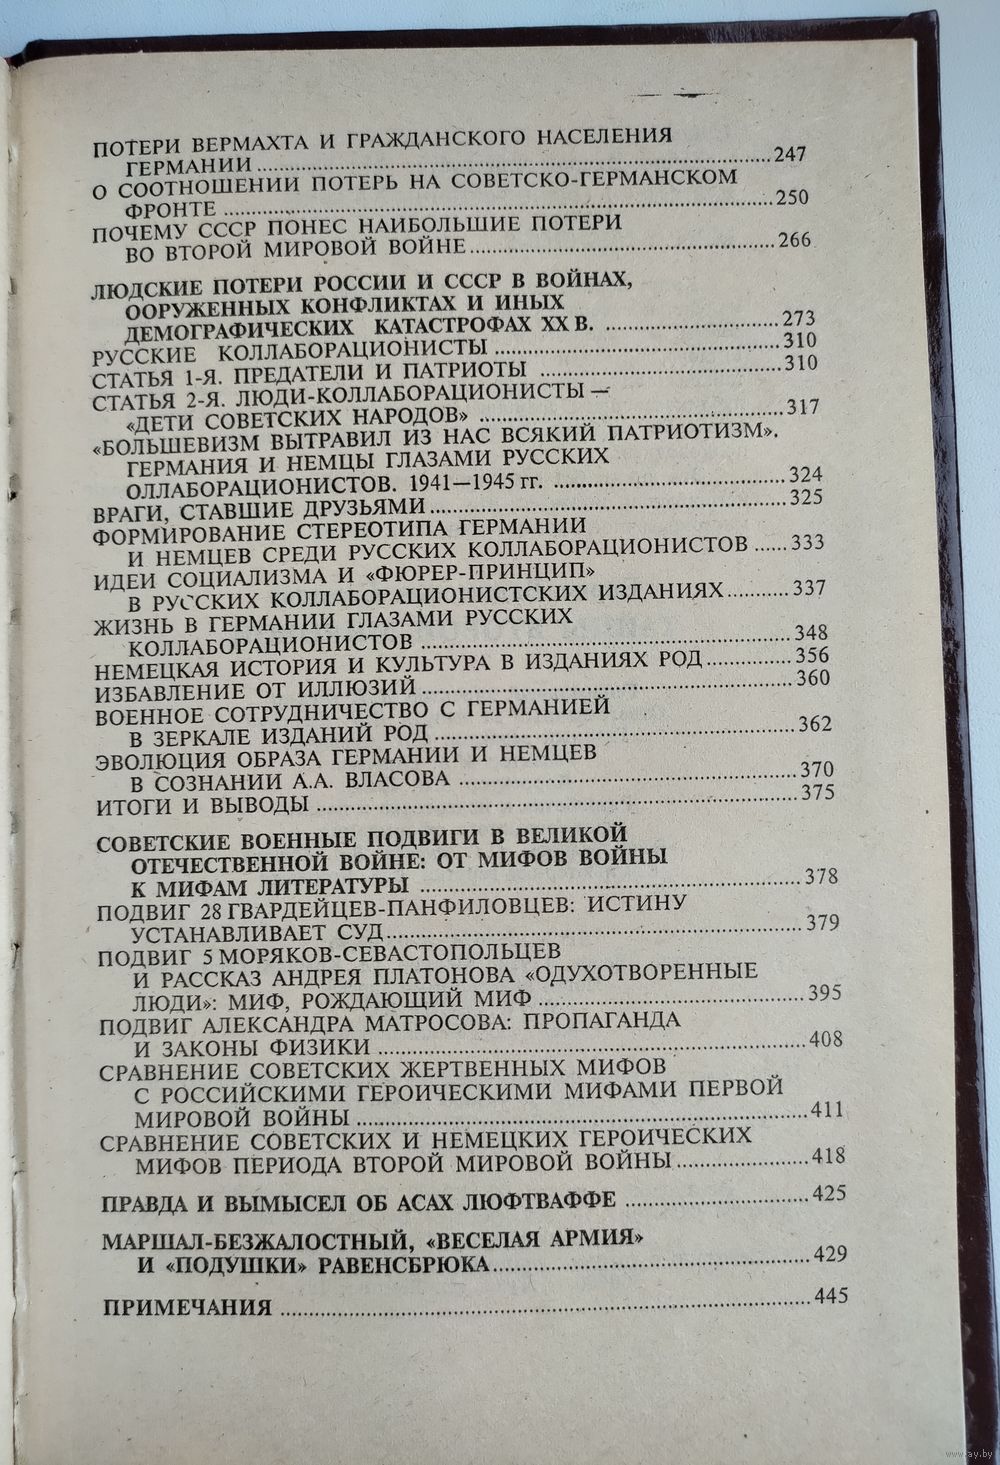 ПОТЕРИ ВЕРМАХТА И ГРАЖДАНСКОГО НАСЕЛЕНИЯ
ГЕРМАНИИ ........ 247
О СООТНОШЕНИИ ПОТЕРЬ НА СОВЕТСКО-ГЕРМАНСКОМ
ФРОНТЕ ........ 250
ПОЧЕМУ СССР ПОНЕС НАИБОЛЬШИЕ ПОТЕРИ
ВО ВТОРОЙ МИРОВОЙ ВОЙНЕ ........ 266
ЛЮДСКИЕ ПОТЕРИ РОССИИ И СССР В ВОЙНАХ,
ООРУЖЕННЫХ КОНФЛИКТАХ И ИНЫХ
ДЕМОГРАФИЧЕСКИХ КАТАСТРОФАХ XX В. ........ 273
РУССКИЕ КОЛЛАБОРАЦИОНИСТЫ ........ 310
СТАТЬЯ 1-Я. ПРЕДАТЕЛИ И ПАТРИОТЫ ........ 310
СТАТЬЯ 2-Я. ЛЮДИ-КОЛЛАБОРАЦИОНИСТЫ —
«ДЕТИ СОВЕТСКИХ НАРОДОВ» ........ 317
«БОЛЬШЕВИЗМ ВЫТРАВИЛ ИЗ НАС ВСЯКИЙ ПАТРИОТИЗМ».
ГЕРМАНИЯ И НЕМЦЫ ГЛАЗАМИ РУССКИХ
ОЛЛАБОРАЦИОНИСТОВ. 1941—1945 гг. ........ 324
ВРАГИ, СТАВШИЕ ДРУЗЬЯМИ ........ 325
ФОРМИРОВАНИЕ СТЕРЕОТИПА ГЕРМАНИИ
И НЕМЦЕВ СРЕДИ РУССКИХ КОЛЛАБОРАЦИОНИСТОВ ...... 333
ИДЕИ СОЦИАЛИЗМА И «ФЮРЕР-ПРИНЦИП»
В РУССКИХ КОЛЛАБОРАЦИОНИСТСКИХ ИЗДАНИЯХ ........ 337
ЖИЗНЬ В ГЕРМАНИИ ГЛАЗАМИ РУССКИХ
КОЛЛАБОРАЦИОНИСТОВ ........ 348
НЕМЕЦКАЯ ИСТОРИЯ И КУЛЬТУРА В ИЗДАНИЯХ РОД ........ 356
ИЗБАВЛЕНИЕ ОТ ИЛЛЮЗИЙ ........ 360
ВОЕННОЕ СОТРУДНИЧЕСТВО С ГЕРМАНИЕЙ
В ЗЕРКАЛЕ ИЗДАНИЙ РОД ........ 362
ЭВОЛЮЦИЯ ОБРАЗА ГЕРМАНИИ И НЕМЦЕВ
В СОЗНАНИИ А.А. ВЛАСОВА ........ 370
ИТОГИ И ВЫВОДЫ ........ 375
СОВЕТСКИЕ ВОЕННЫЕ ПОДВИГИ В ВЕЛИКОЙ
ОТЕЧЕСТВЕННОЙ ВОЙНЕ: ОТ МИФОВ ВОЙНЫ
К МИФАМ ЛИТЕРАТУРЫ ........ 378
ПОДВИГ 28 ГВАРДЕЙЦЕВ-ПАНФИЛОВЦЕВ: ИСТИНУ
УСТАНАВЛИВАЕТ СУД ........ 379
ПОДВИГ 5 МОРЯКОВ-СЕВАСТОПОЛЬЦЕВ
И РАССКАЗ АНДРЕЯ ПЛАТОНОВА «ОДУХОТВОРЕННЫЕ
ЛЮДИ»: МИФ, РОЖДАЮЩИЙ МИФ ........ 395
ПОДВИГ АЛЕКСАНДРА МАТРОСОВА: ПРОПАГАНДА
И ЗАКОНЫ ФИЗИКИ ........ 408
СРАВНЕНИЕ СОВЕТСКИХ ЖЕРТВЕННЫХ МИФОВ
С РОССИЙСКИМИ ГЕРОИЧЕСКИМИ МИФАМИ ПЕРВОЙ
МИРОВОЙ ВОЙНЫ ........ 411
СРАВНЕНИЕ СОВЕТСКИХ И НЕМЕЦКИХ ГЕРОИЧЕСКИХ
МИФОВ ПЕРИОДА ВТОРОЙ МИРОВОЙ ВОЙНЫ ........ 418
ПРАВДА И ВЫМЫСЕЛ ОБ АСАХ ЛЮФТВАФФЕ ........ 425
МАРШАЛ-БЕЗЖАЛОСТНЫЙ, «ВЕСЕЛАЯ АРМИЯ»
И «ПОДУШКИ» РАВЕНСБРЮКА ........ 429
ПРИМЕЧАНИЯ ........ 445
www.ay.by